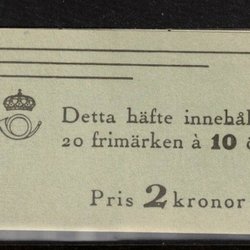 Detta häfte innehål
20 frimärken à 10 ö
Pris 2 kronor